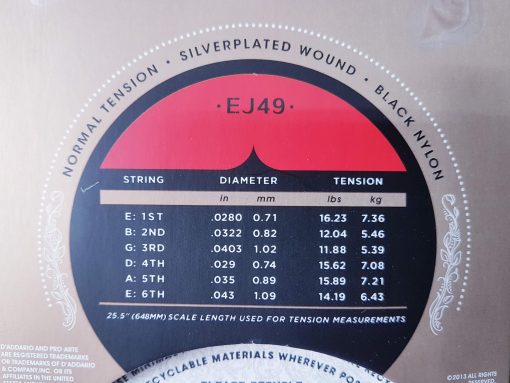 NORMAL TENSION • SILVERPLATED WOUND • BLACK NYLON
·EJ49·
STRING DIAMETER TENSION
in mm lbs kg
E: 1ST .0280 0.71 16.23 7.36
B: 2ND .0322 0.82 12.04 5.46
G: 3RD .0403 1.02 11.88 5.39
D: 4TH .029 0.74 15.62 7.08
A: 5TH .035 0.89 15.89 7.21
E: 6TH .043 1.09 14.19 6.43
25.5" (648MM) SCALE LENGTH USED FOR TENSION MEASUREMENTS
D'ADDARIO AND PRO ARTE
ARE REGISTERED TRADEMARKS
OR TRADEMARKS OF D'ADDARIO
& COMPANY, INC. OR ITS
AFFILIATES IN THE UNITED
©2013 ALL RIGHTS
RESERVED.
RECYCLABLE MATERIALS WHEREVER
PLEASE RECYCLE